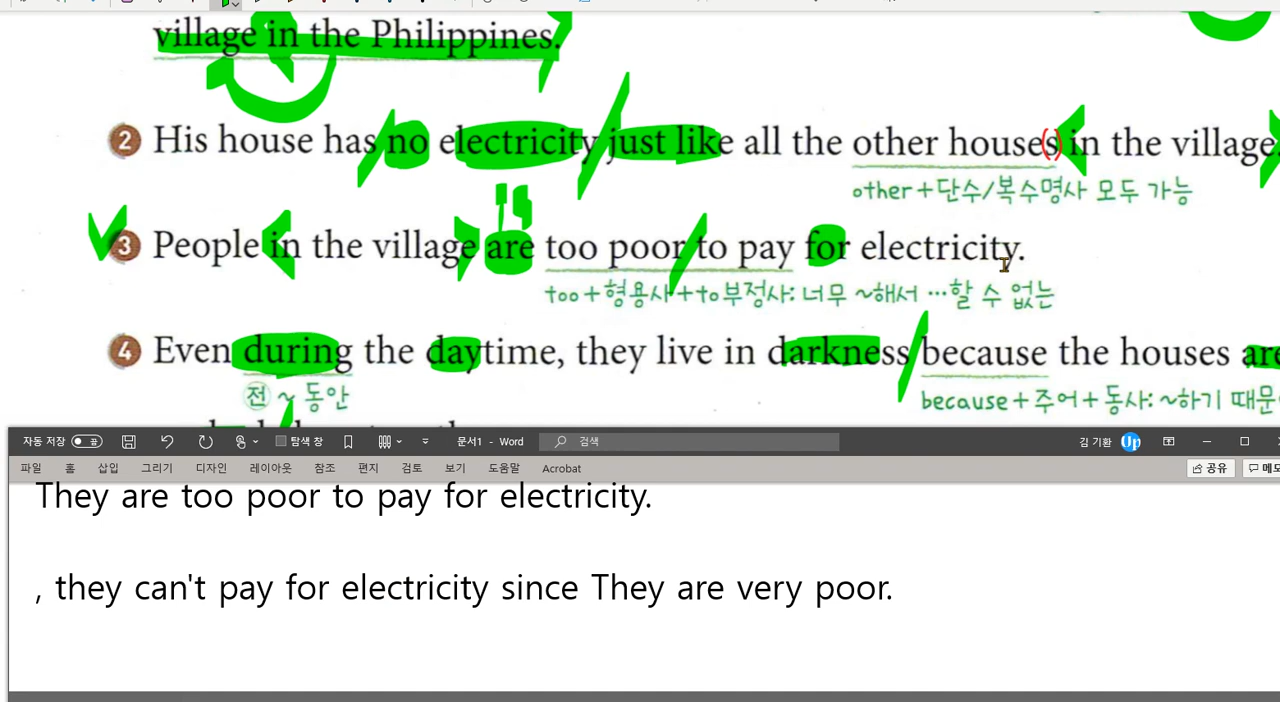 village in the Philippines.
2 His house has no electricity just like all the other house(s) in the village.
other+단수/복수명사 모두 가능
3 People in the village are too poor to pay for electricity.
too+형용사+to부정사: 너무 ~해서 …할 수 없는
4 Even during the daytime, they live in darkness because the houses are
전 ~ 동안
because+주어+동사: ~하기 때문
자동 저장 탐색 창 문서1 - Word 검색 김 기환 Up
파일 홈 삽입 그리기 디자인 레이아웃 참조 편지 검토 보기 도움말 Acrobat 공유 메모
They are too poor to pay for electricity.
, they can't pay for electricity since They are very poor.